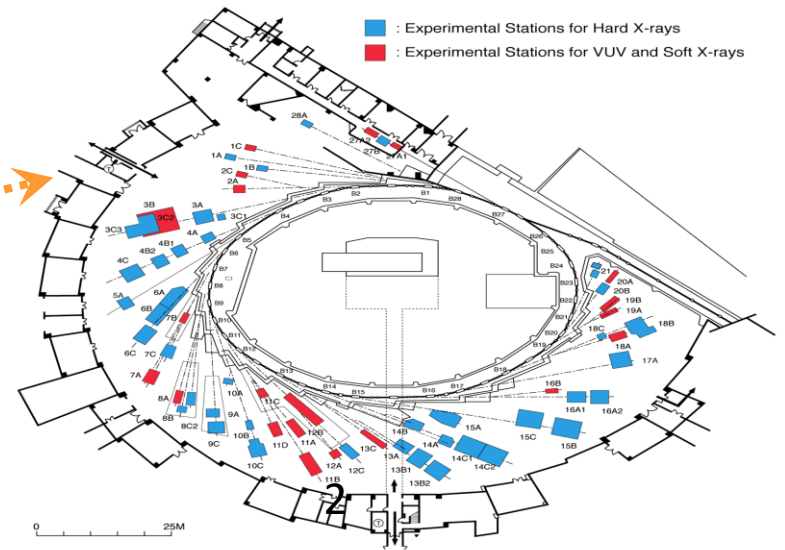 : Experimental Stations for Hard X-rays
: Experimental Stations for VUV and Soft X-rays
28A
27A2
27B
27A1
1C
1A
1B
2C
2A
B2
B1
B3
B28
B4
B27
3B
3A
3C2
3C1
3C3
4A
4B1
4B2
4C
B5
B26
B6
B25
B7
B24
B8
B23
B9
B22
B10
B21
B11
B20
B12
B19
B13
B18
B14
B15
B16
B17
21
20A
20B
19B
19A
18B
18C
18A
17A
5A
6A
6B
7B
6C
7C
7A
8A
8B
8C2
9A
9C
10A
10B
10C
11C
11D
11A
12B
11B
12A
12C
13C
13A
13B1
13B2
14B
14A
14C1
14C2
15A
15C
15B
16B
16A1
16A2
T
T
2
0
25M